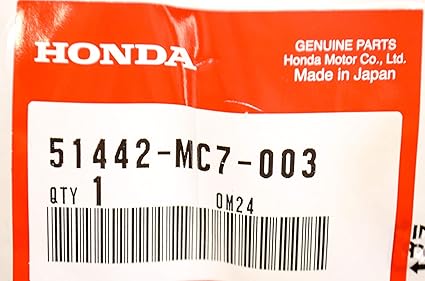 HONDA
GENUINE PARTS
Honda Motor Co., Ltd.
Made in Japan
51442-MC7-003
QTY 1 0M24